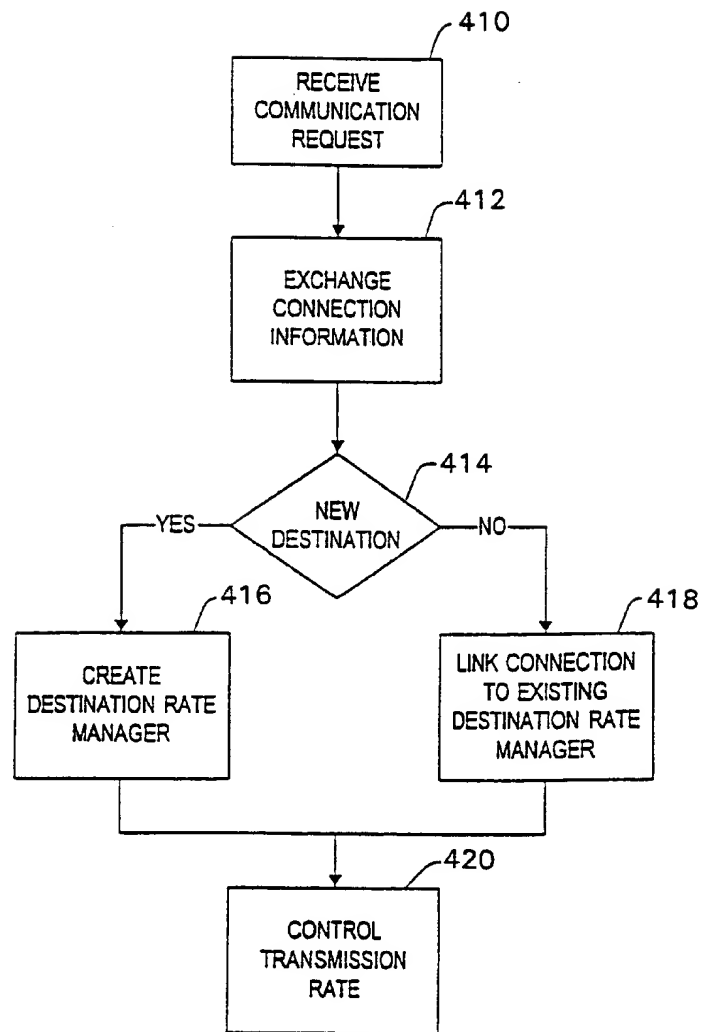 410
RECEIVE
COMMUNICATION
REQUEST
412
EXCHANGE
CONNECTION
INFORMATION
414
NEW
DESTINATION
YES
NO
416
CREATE
DESTINATION RATE
MANAGER
418
LINK CONNECTION
TO EXISTING
DESTINATION RATE
MANAGER
420
CONTROL
TRANSMISSION
RATE